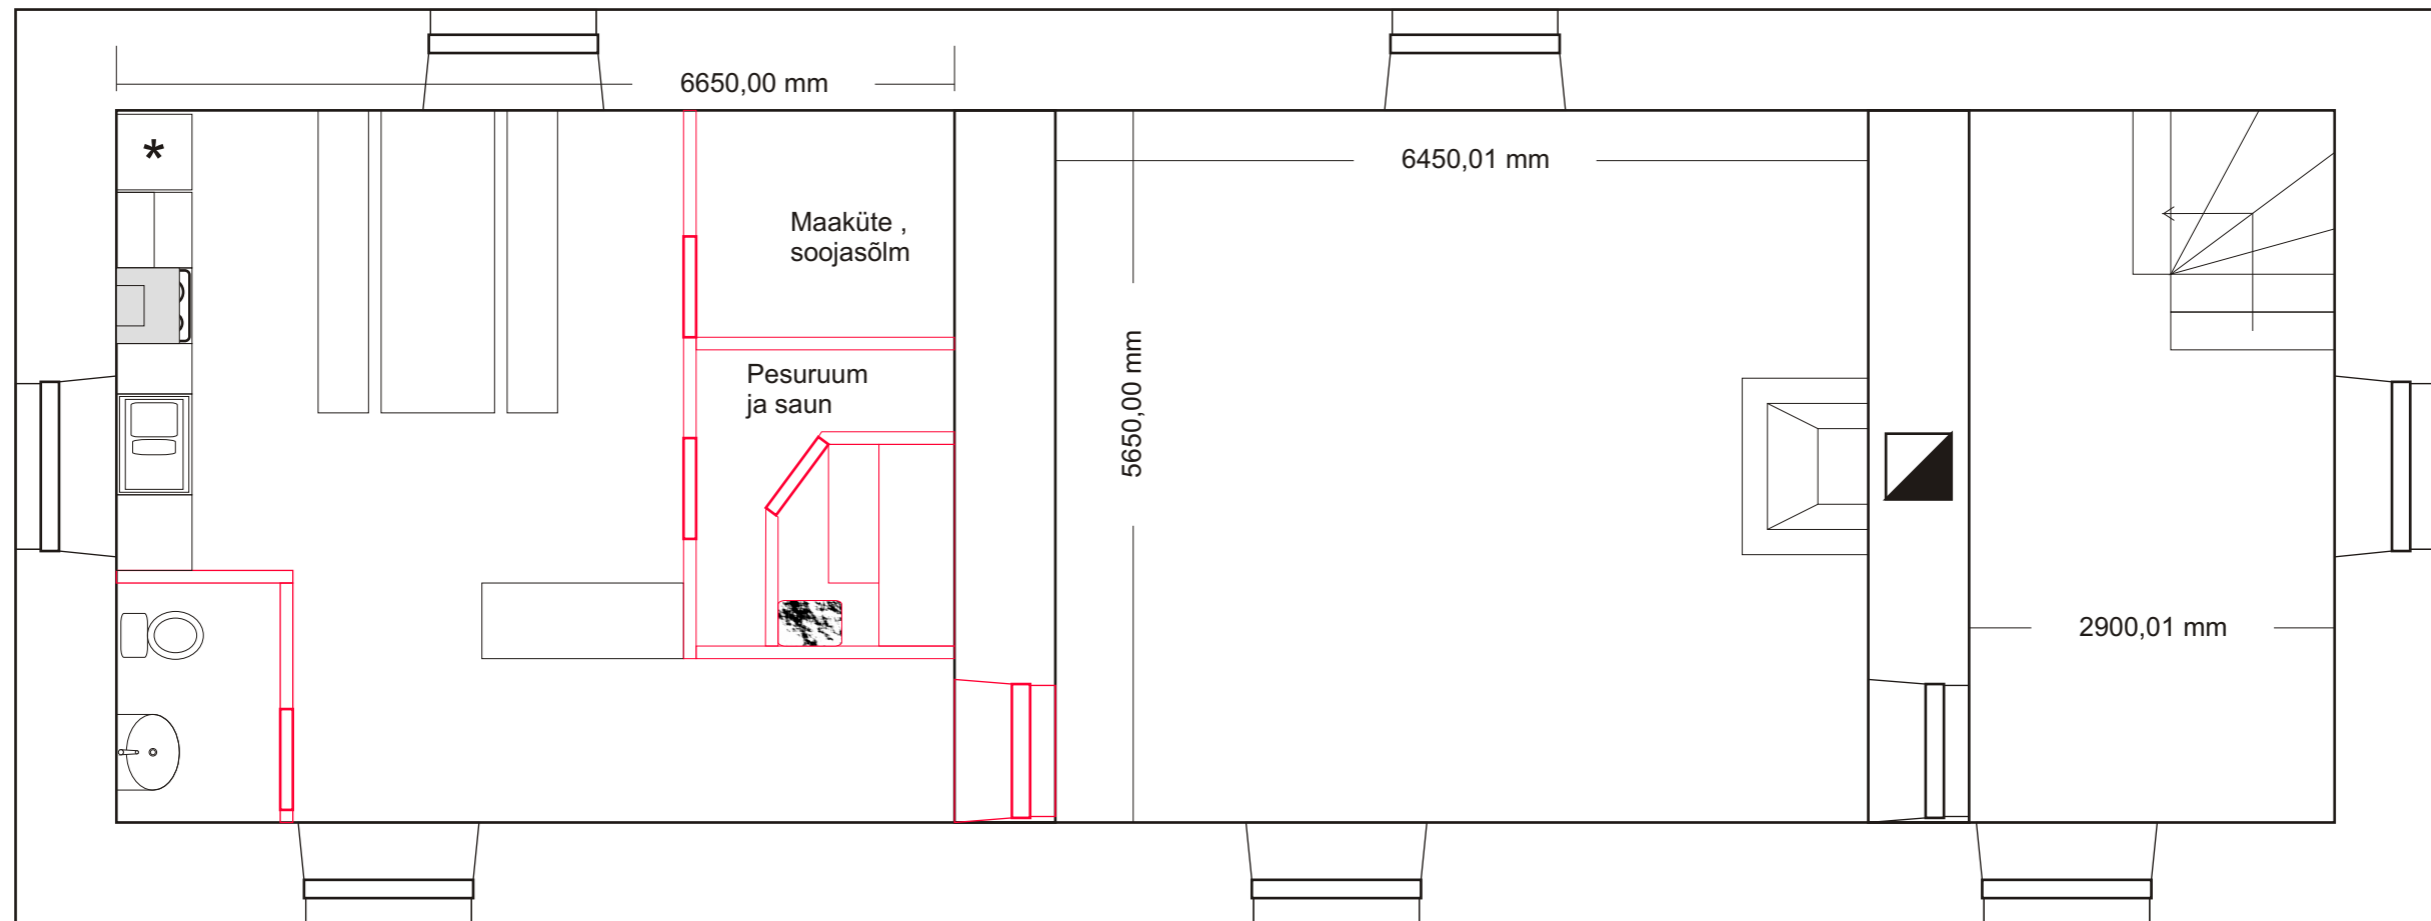 6650,00 mm
*
6450,01 mm
Maaküte ,
soojasõlm
5650,00 mm
Pesuruum
ja saun
2900,01 mm